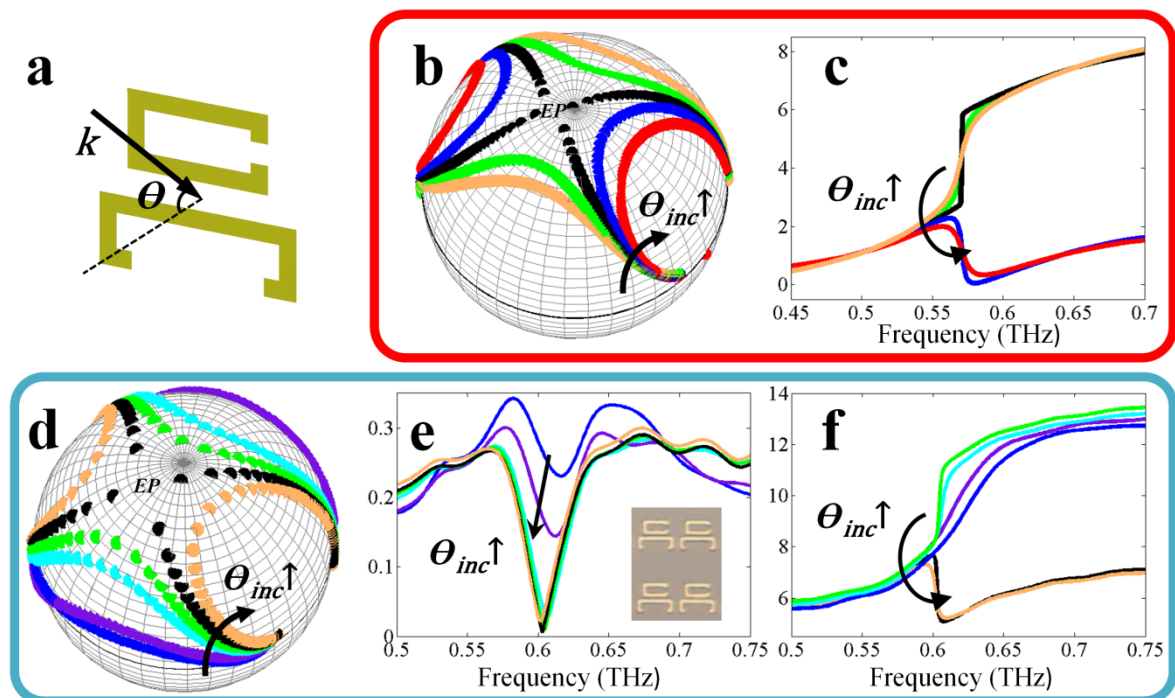 a
k
θ
b
EP
Θinc↑
c
8
6
4
2
0
Θinc↑
0.45 0.5 0.55 0.6 0.65 0.7
Frequency (THz)
d
EP
Θinc↑
e
0.3
0.2
0.1
0
Θinc↑
0.5 0.55 0.6 0.65 0.7 0.75
Frequency (THz)
f
14
12
10
8
6
Θinc↑
0.5 0.55 0.6 0.65 0.7 0.75
Frequency (THz)